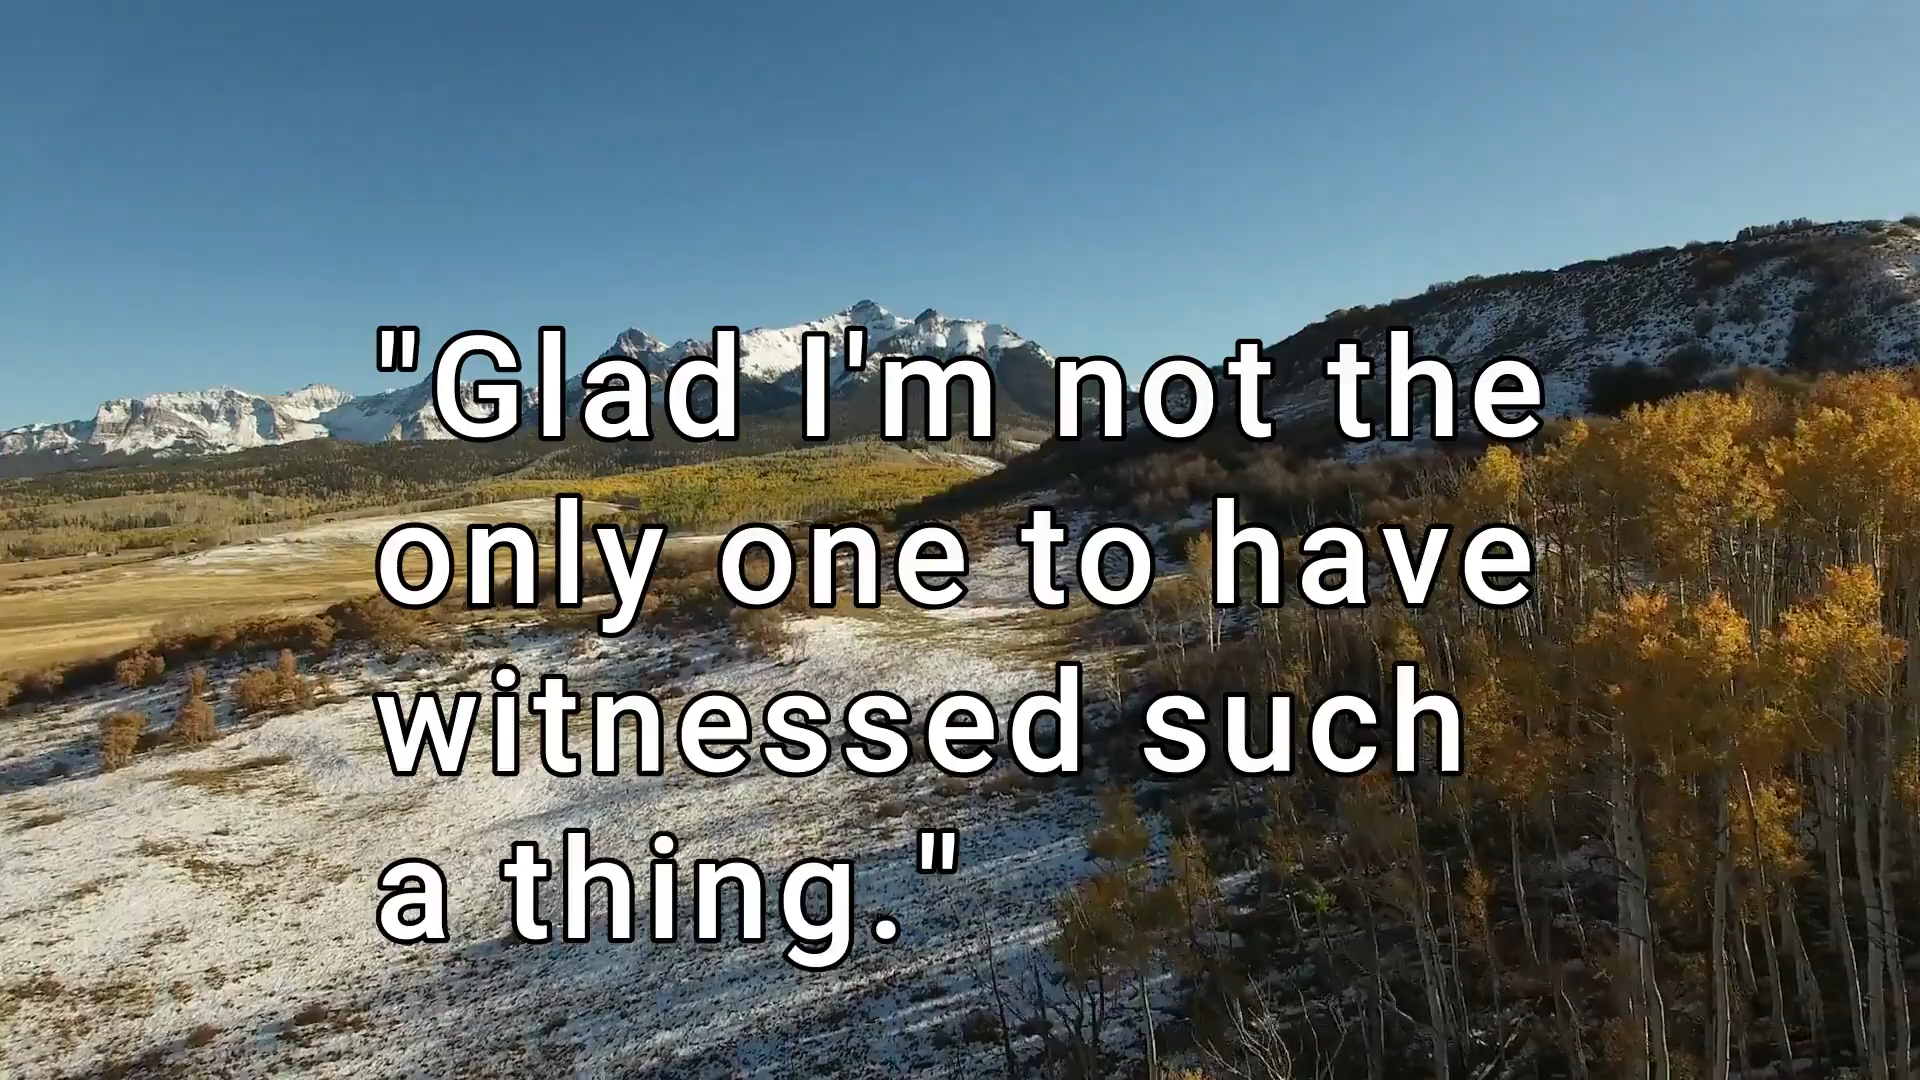 "Glad I'm not the
only one to have
witnessed such
a thing."